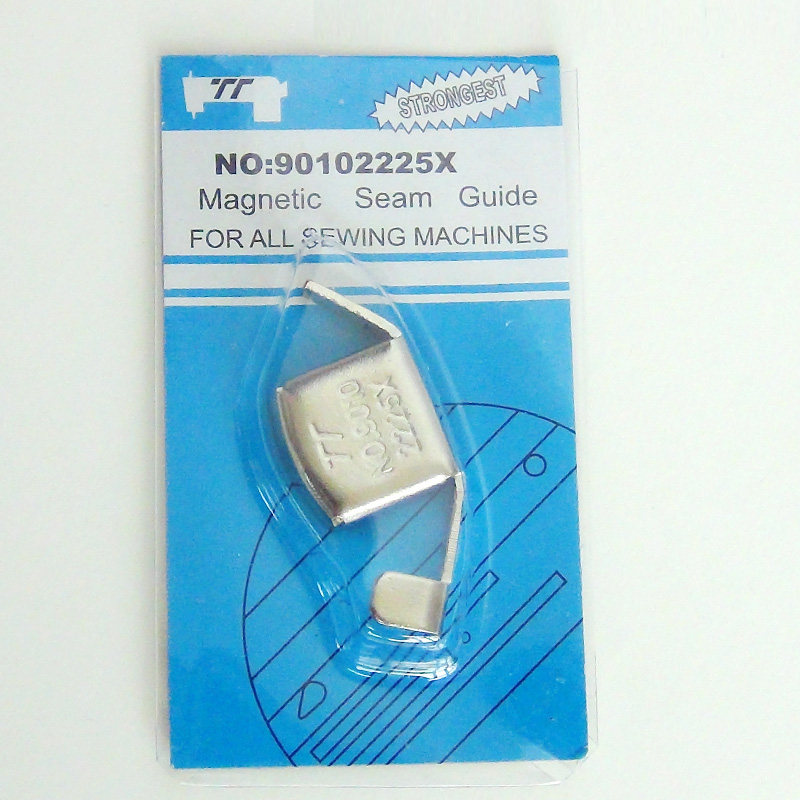 TT
STRONGEST
NO:90102225X
Magnetic Seam Guide
FOR ALL SEWING MACHINES
TT